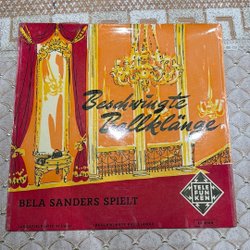 Beschwingte
Ballklänge
BELA SANDERS SPIELT
TELE
FUN
KEN